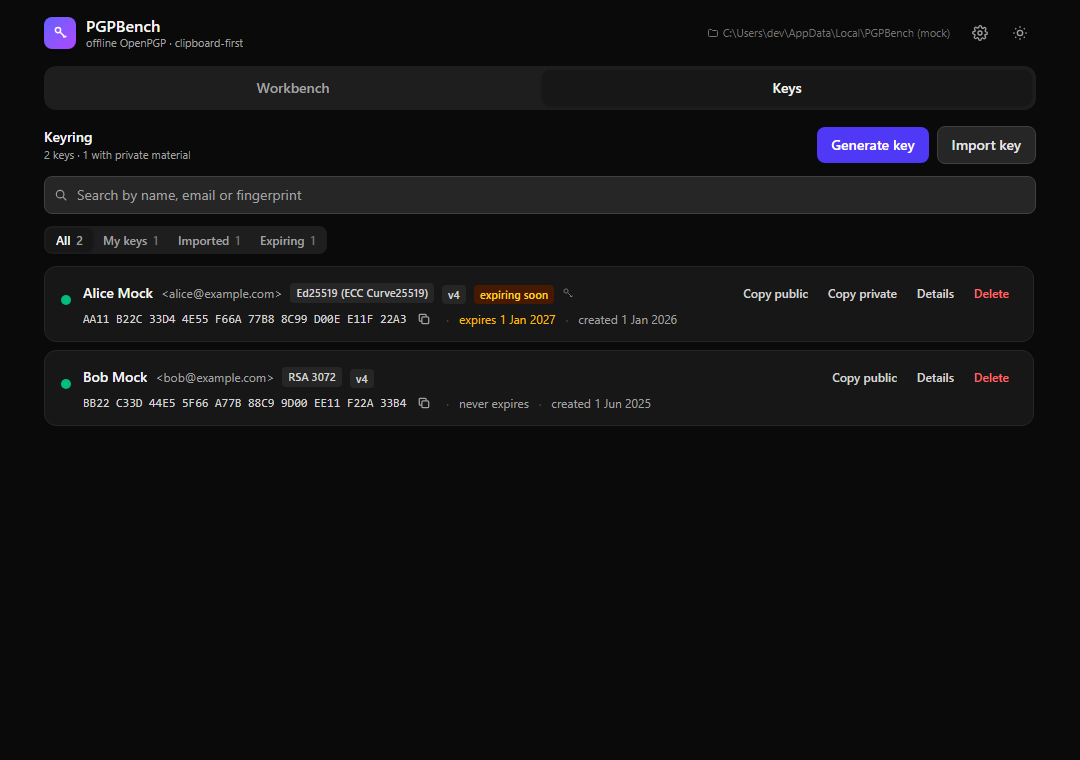 PGPBench
offline OpenPGP · clipboard-first
C:\Users\dev\AppData\Local\PGPBench (mock)
Workbench
Keys
Keyring
2 keys · 1 with private material
Generate key
Import key
Search by name, email or fingerprint
All 2
My keys 1
Imported 1
Expiring 1
Alice Mock <alice@example.com> Ed25519 (ECC Curve25519) v4 expiring soon
Copy public Copy private Details Delete
AA11 B22C 33D4 4E55 F66A 77B8 8C99 D00E E11F 22A3 · expires 1 Jan 2027 · created 1 Jan 2026
Bob Mock <bob@example.com> RSA 3072 v4
Copy public Details Delete
BB22 C33D 44E5 5F66 A77B 88C9 9D00 EE11 F22A 33B4 · never expires · created 1 Jun 2025